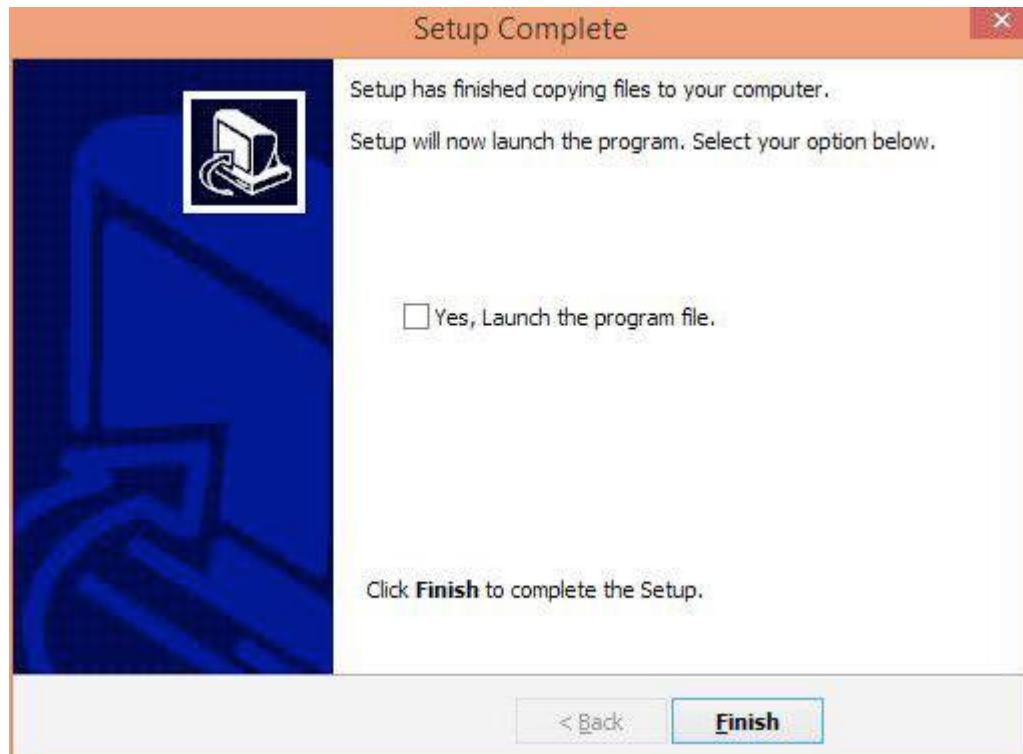 Setup Complete
Setup has finished copying files to your computer.
Setup will now launch the program. Select your option below.
Yes, Launch the program file.
Click Finish to complete the Setup.
< Back
Finish